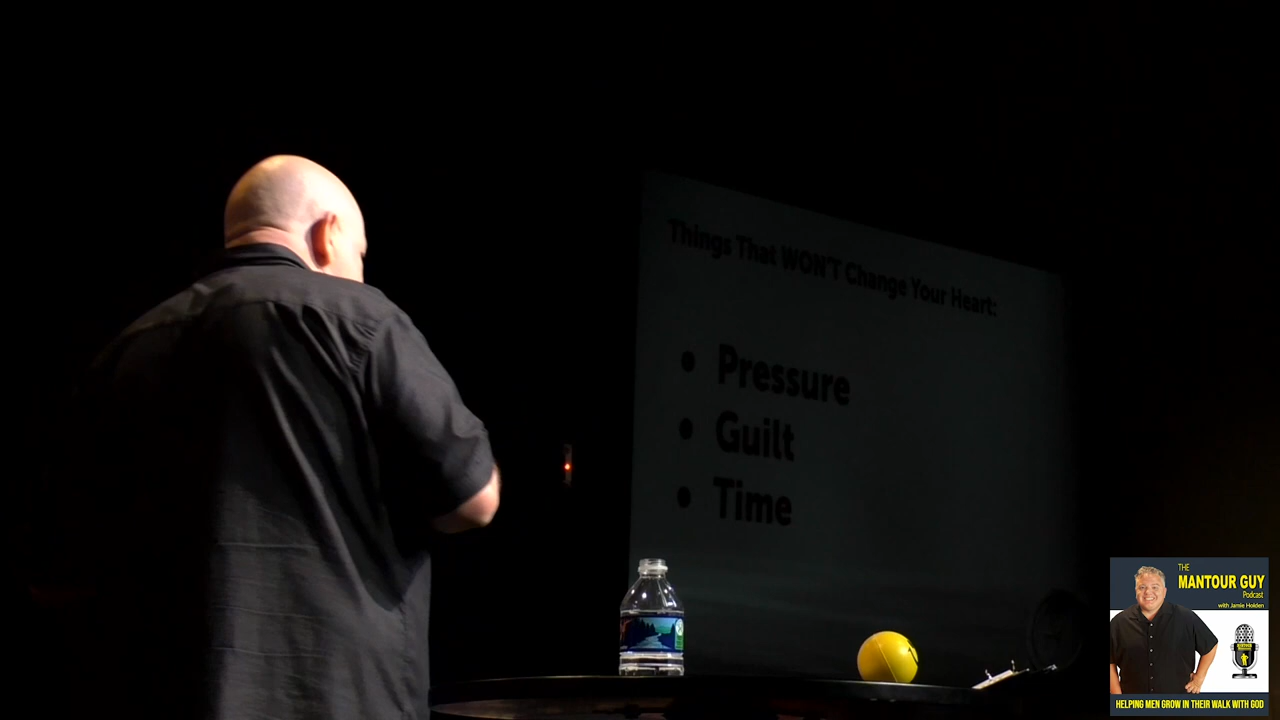 Things That WON'T Change Your Heart:
• Pressure
• Guilt
• Time
THE
MANTOUR GUY
Podcast
with Jamie Holden
HELPING MEN GROW IN THEIR WALK WITH GOD